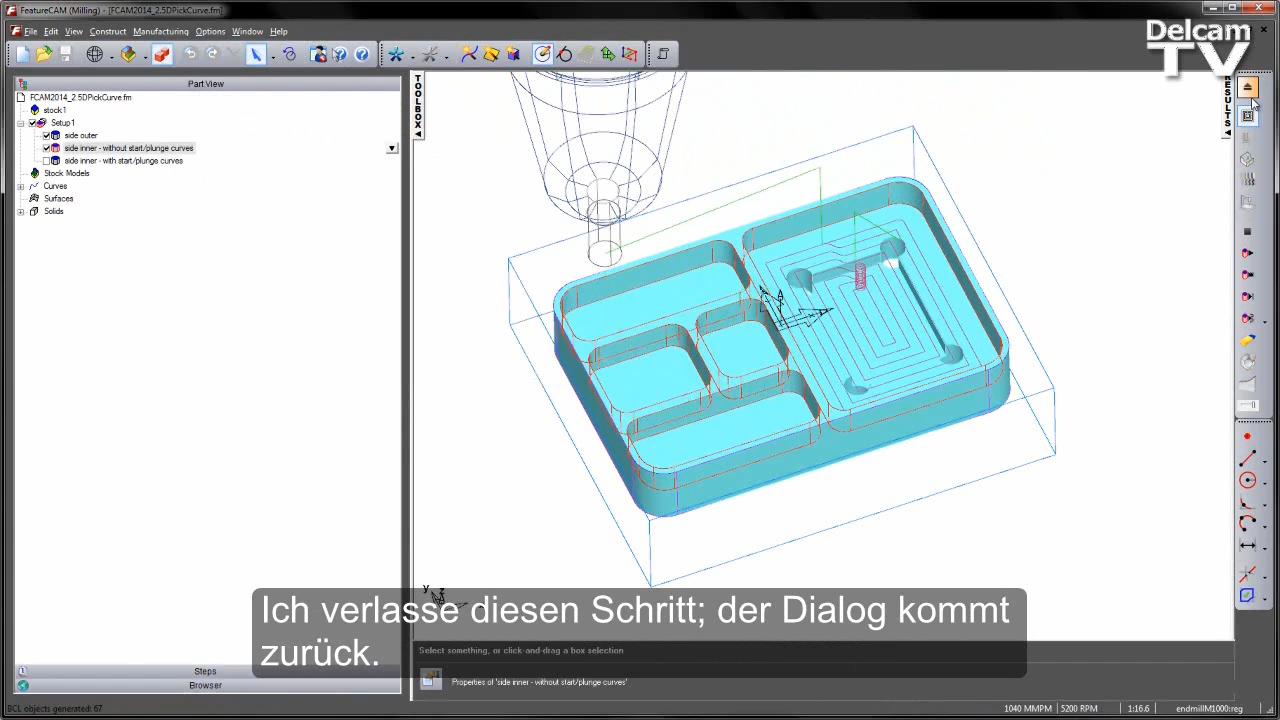 FeatureCAM (Milling) - [FCAM2014_2.5DPickCurve.fm]
File Edit View Construct Manufacturing Options Window Help
Delcam
TV
Part View
FCAM2014_2.5DPickCurve.fm
stock1
Setup1
side outer
side inner - without start/plunge curves
side inner - with start/plunge curves
Stock Models
Curves
Surfaces
Solids
TOOLBOX
RESULTS
y z
Ich verlasse diesen Schritt; der Dialog kommt
zurück.
Select something, or click-and-drag a box selection
Steps
Properties of 'side inner - without start/plunge curves'
Browser
BCL objects generated: 67
1040 MMPM 5200 RPM 1:16.6 endmillM1000:reg